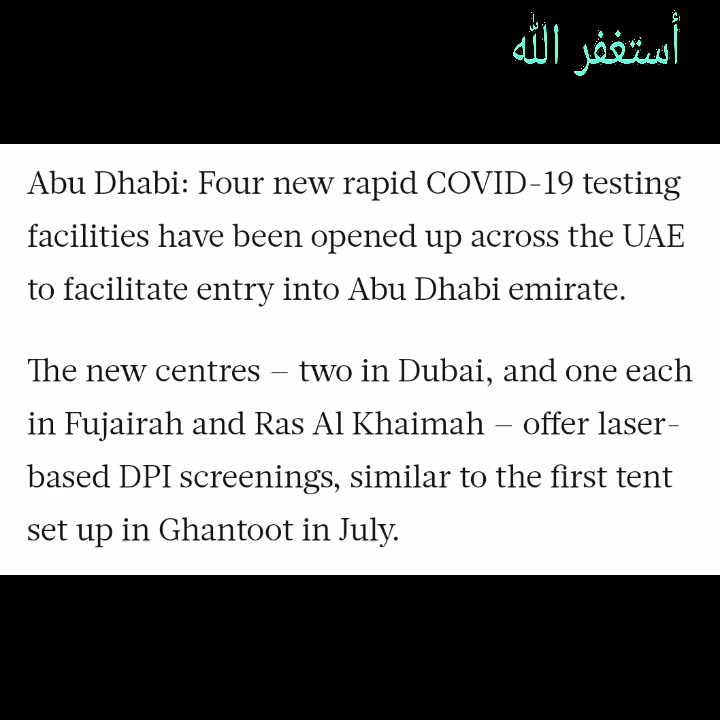 أستغفر الله
Abu Dhabi: Four new rapid COVID-19 testing
facilities have been opened up across the UAE
to facilitate entry into Abu Dhabi emirate.
The new centres – two in Dubai, and one each
in Fujairah and Ras Al Khaimah – offer laser-
based DPI screenings, similar to the first tent
set up in Ghantoot in July.